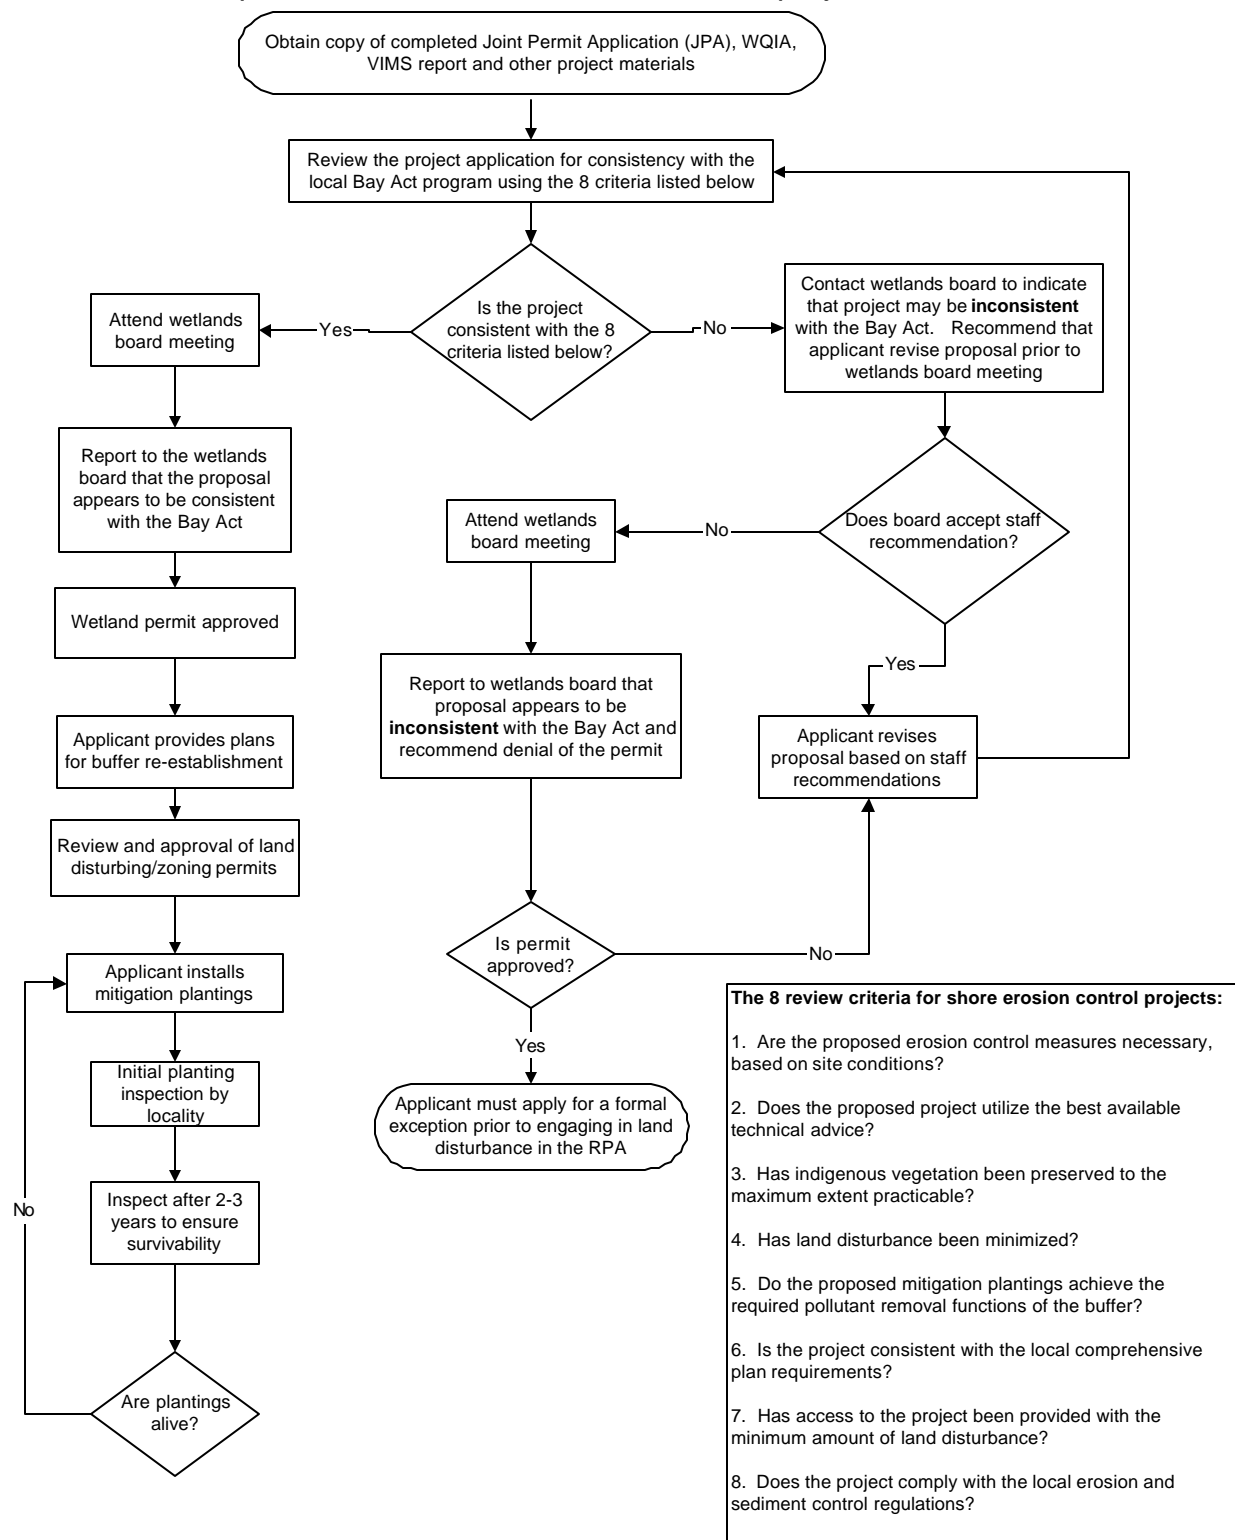 Obtain copy of completed Joint Permit Application (JPA), WQIA,
VIMS report and other project materials
Review the project application for consistency with the
local Bay Act program using the 8 criteria listed below
Is the project
consistent with the 8
criteria listed below?
Yes
No
Attend wetlands
board meeting
Contact wetlands board to indicate
that project may be inconsistent
with the Bay Act. Recommend that
applicant revise proposal prior to
wetlands board meeting
Report to the wetlands
board that the proposal
appears to be consistent
with the Bay Act
Does board accept staff
recommendation?
No
Attend wetlands
board meeting
Yes
Wetland permit approved
Report to wetlands board that
proposal appears to be
inconsistent with the Bay Act and
recommend denial of the permit
Applicant revises
proposal based on staff
recommendations
Applicant provides plans
for buffer re-establishment
Review and approval of land
disturbing/zoning permits
Is permit
approved?
No
Yes
Applicant must apply for a formal
exception prior to engaging in land
disturbance in the RPA
Applicant installs
mitigation plantings
Initial planting
inspection by
locality
Inspect after 2-3
years to ensure
survivability
No
Are plantings
alive?
The 8 review criteria for shore erosion control projects:
1. Are the proposed erosion control measures necessary,
based on site conditions?
2. Does the proposed project utilize the best available
technical advice?
3. Has indigenous vegetation been preserved to the
maximum extent practicable?
4. Has land disturbance been minimized?
5. Do the proposed mitigation plantings achieve the
required pollutant removal functions of the buffer?
6. Is the project consistent with the local comprehensive
plan requirements?
7. Has access to the project been provided with the
minimum amount of land disturbance?
8. Does the project comply with the local erosion and
sediment control regulations?